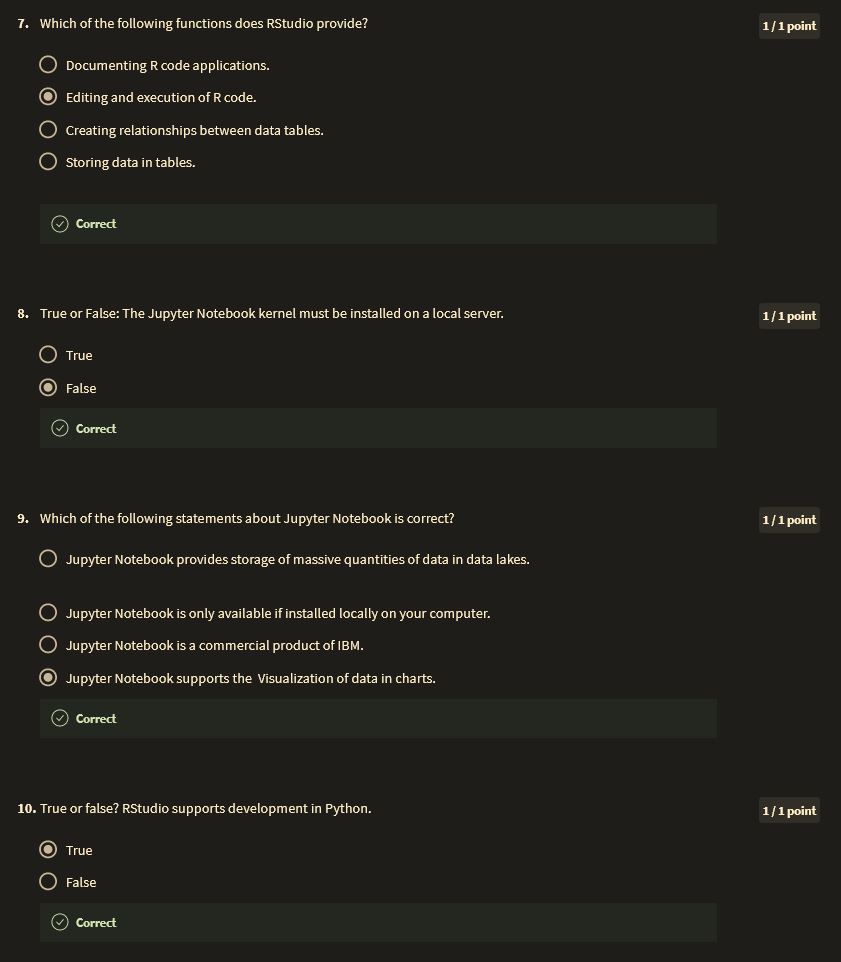 7. Which of the following functions does RStudio provide?
1 / 1 point
Documenting R code applications.
Editing and execution of R code.
Creating relationships between data tables.
Storing data in tables.
Correct
8. True or False: The Jupyter Notebook kernel must be installed on a local server.
1 / 1 point
True
False
Correct
9. Which of the following statements about Jupyter Notebook is correct?
1 / 1 point
Jupyter Notebook provides storage of massive quantities of data in data lakes.
Jupyter Notebook is only available if installed locally on your computer.
Jupyter Notebook is a commercial product of IBM.
Jupyter Notebook supports the  Visualization of data in charts.
Correct
10. True or false? RStudio supports development in Python.
1 / 1 point
True
False
Correct